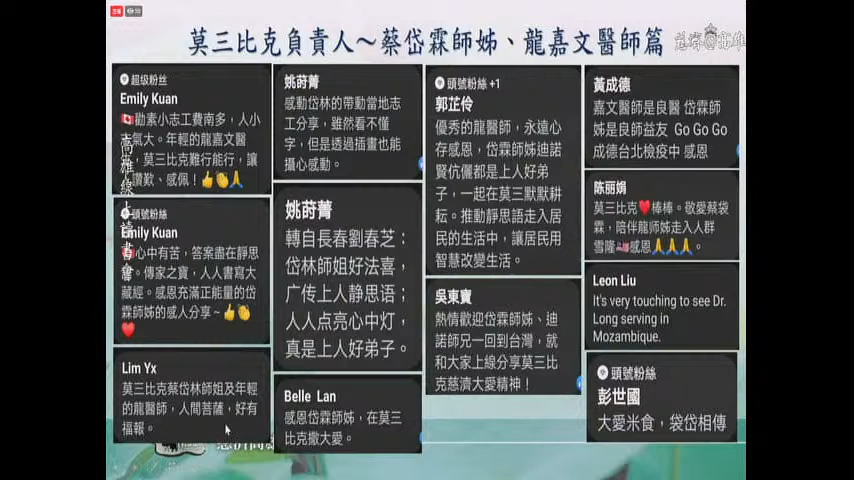 莫三比克負責人～蔡岱霖師姊、龍嘉文醫師篇
慈濟高雄
超级粉丝
Emily Kuan
🇨🇦勸素小志工費南多，人小
志氣大。年輕的龍嘉文醫
，莫三比克難行能行，讓
人讚歎、感佩！👍👏🙏
高雄線上讀書會
頭號粉絲
Emily Kuan
心中有苦，答案盡在靜思
。傳家之寶，人人書寫大
藏經。感恩充滿正能量的岱
霖師姊的感人分享～👍👏
❤️
Lim Yx
莫三比克蔡岱林師姐及年輕
的龍醫師，人間菩薩，好有
福報。
姚莳菁
感動岱林的帶動當地志
工分享，雖然看不懂
字，但是透過插畫也能
攝心感動。
姚莳菁
轉自長春劉春芝：
岱林師姐好法喜，
广传上人静思语；
人人点亮心中灯，
真是上人好弟子。
Belle Lan
感恩岱霖師姊，在莫三
比克撒大愛。
頭號粉絲 +1
郭芷伶
優秀的龍醫師，永遠心
存感恩，岱霖師姊迪諾
賢伉儷都是上人好弟
子，一起在莫三默默耕
耘。推動靜思語走入居
民的生活中，讓居民用
智慧改變生活。
吳東寶
熱情歡迎岱霖師姊、迪
諾師兄一回到台灣，就
和大家上線分享莫三比
克慈濟大愛精神！
黃成德
嘉文醫師是良醫 岱霖師
姊是良師益友 Go Go Go
成德台北檢疫中 感恩
陈丽娟
莫三比克❤️棒棒。敬愛蔡袋
霖，陪伴龍師姊走入人群
雪隆🇲🇾感恩🙏🙏🙏。
Leon Liu
It's very touching to see Dr.
Long serving in
Mozambique.
頭號粉絲
彭世國
大愛米食，袋岱相傳